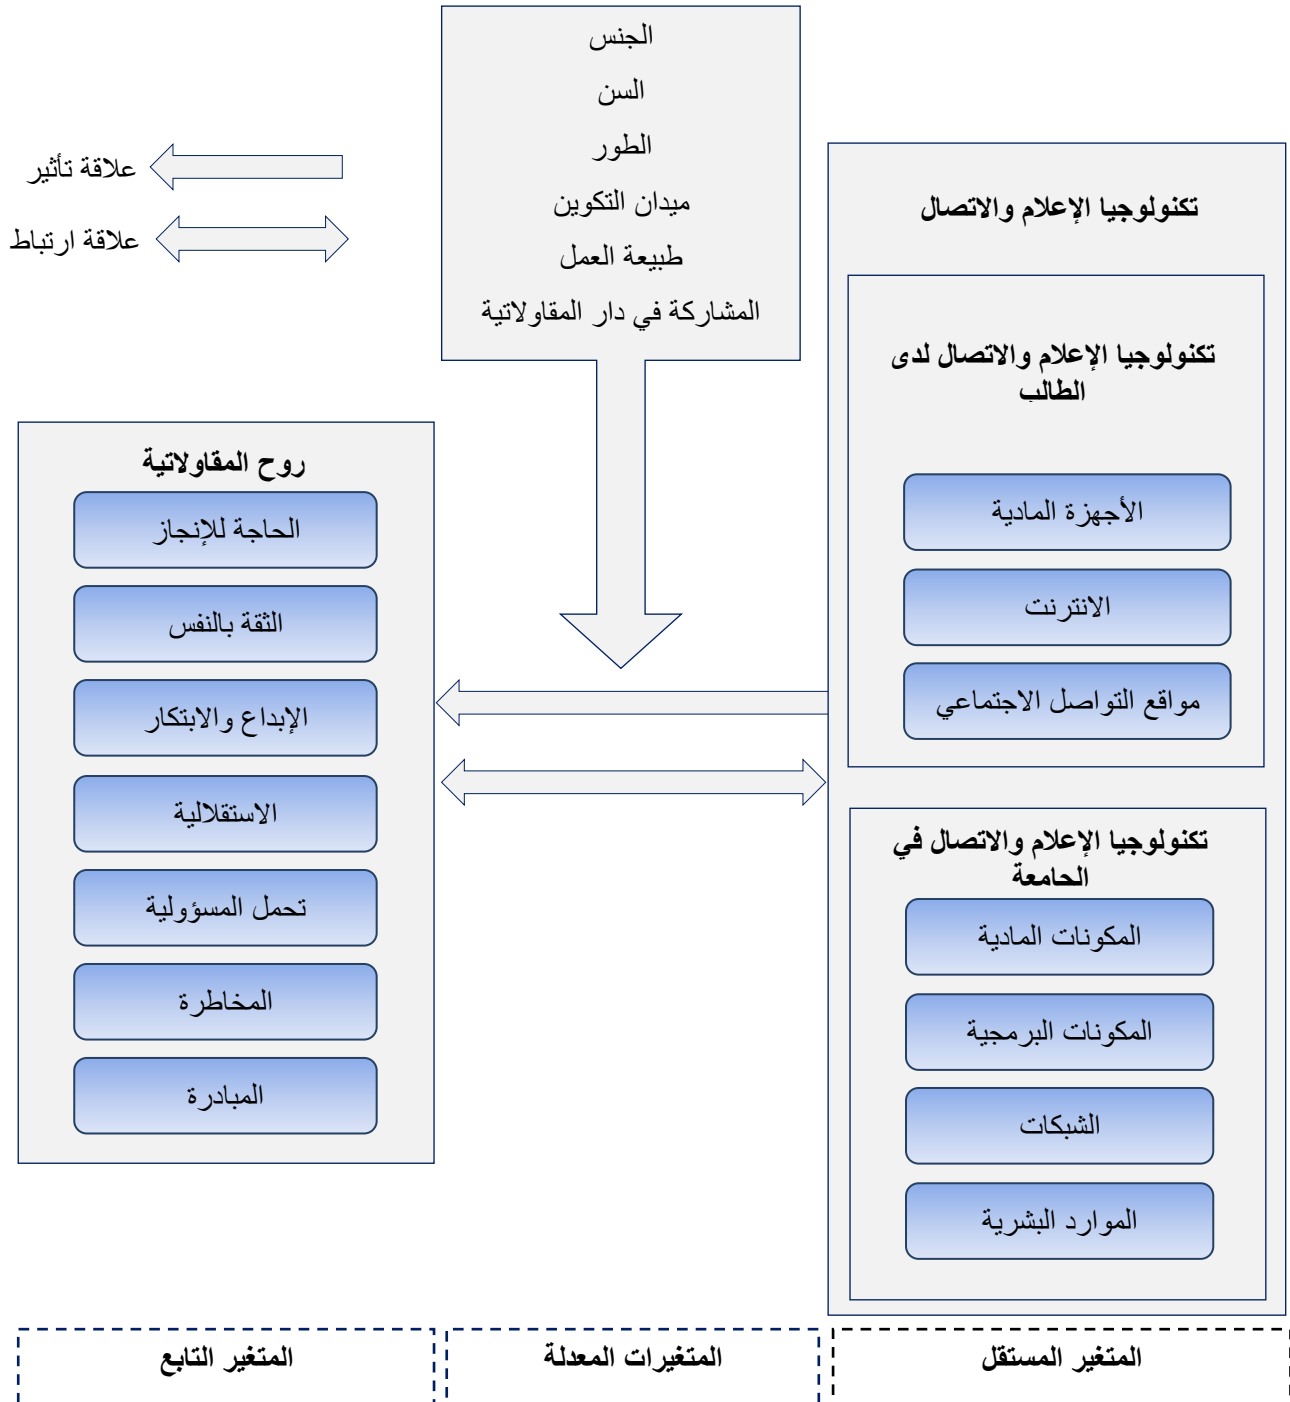 الجنس
السن
الطور
ميدان التكوين
طبيعة العمل
المشاركة في دار المقاولاتية
علاقة تأثير
علاقة ارتباط
تكنولوجيا الإعلام والاتصال
تكنولوجيا الإعلام والاتصال لدى
الطالب
الأجهزة المادية
الانترنت
مواقع التواصل الاجتماعي
تكنولوجيا الإعلام والاتصال في
الجامعة
المكونات المادية
المكونات البرمجية
الشبكات
الموارد البشرية
روح المقاولاتية
الحاجة للإنجاز
الثقة بالنفس
الإبداع والابتكار
الاستقلالية
تحمل المسؤولية
المخاطرة
المبادرة
المتغير المستقل
المتغيرات المعدلة
المتغير التابع